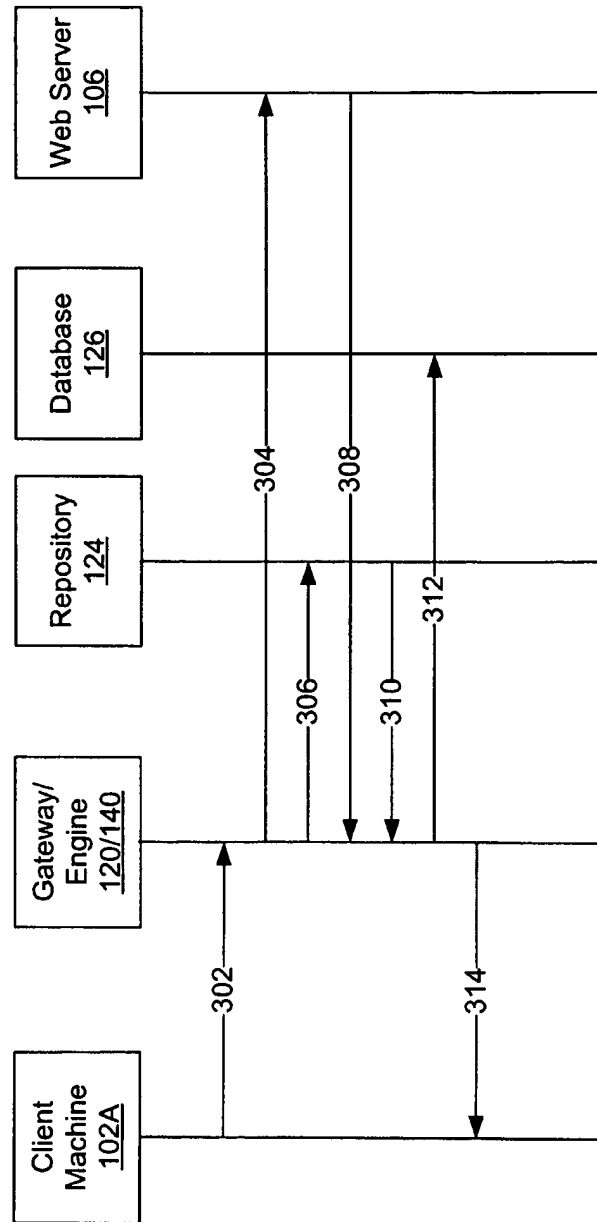 Client
Machine
102A
Gateway/
Engine
120/140
Repository
124
Database
126
Web Server
106
302
304
306
308
310
312
314